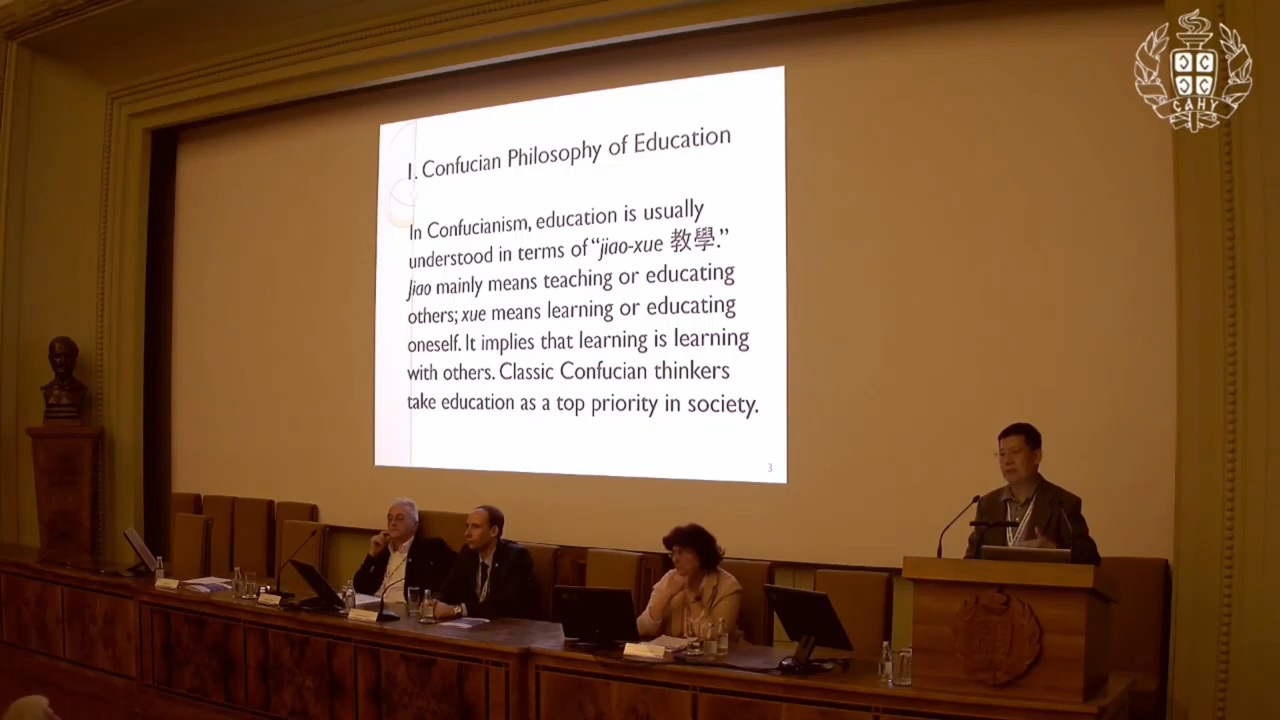 1. Confucian Philosophy of Education
In Confucianism, education is usually
understood in terms of “jiao-xue 教學.”
Jiao mainly means teaching or educating
others; xue means learning or educating
oneself. It implies that learning is learning
with others. Classic Confucian thinkers
take education as a top priority in society.
3
САНУ